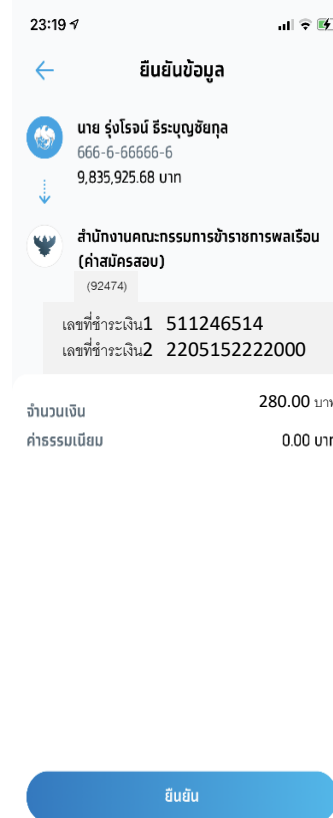 23:19
ยืนยันข้อมูล
นาย รุ่งโรจน์ ธีระบุญชัยกุล
666-6-66666-6
9,835,925.68 บาท
สำนักงานคณะกรรมการข้าราชการพลเรือน
(ค่าสมัครสอบ)
(92474)
เลขที่ชำระเงิน1 511246514
เลขที่ชำระเงิน2 2205152222000
จำนวนเงิน 280.00 บาท
ค่าธรรมเนียม 0.00 บาท
ยืนยัน